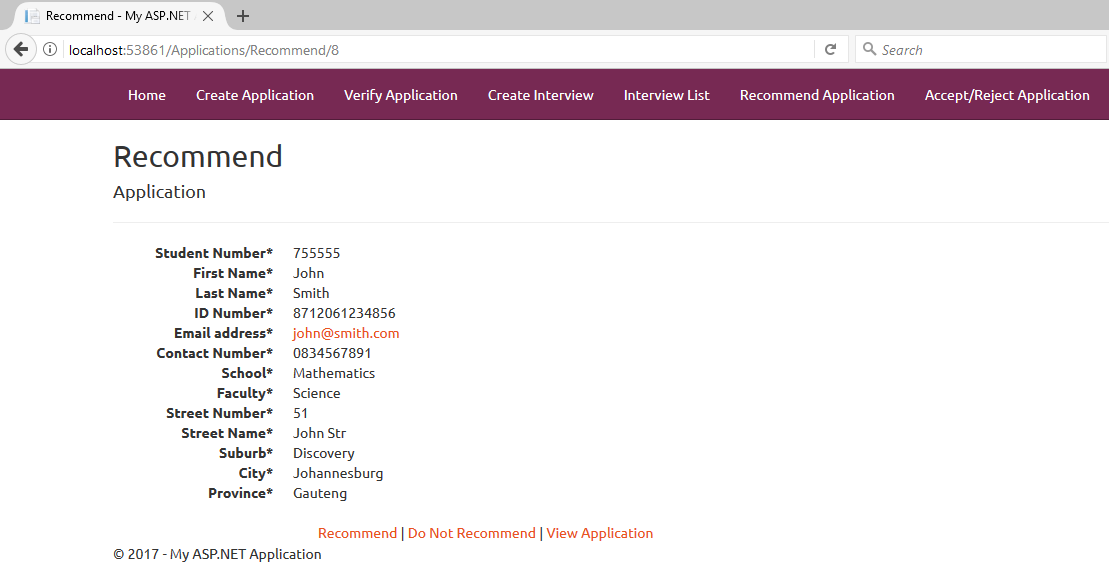 Recommend - My ASP.NET
localhost:53861/Applications/Recommend/8
Search
Home Create Application Verify Application Create Interview Interview List Recommend Application Accept/Reject Application
Recommend
Application
Student Number* 755555
First Name* John
Last Name* Smith
ID Number* 8712061234856
Email address* john@smith.com
Contact Number* 0834567891
School* Mathematics
Faculty* Science
Street Number* 51
Street Name* John Str
Suburb* Discovery
City* Johannesburg
Province* Gauteng
Recommend | Do Not Recommend | View Application
© 2017 - My ASP.NET Application